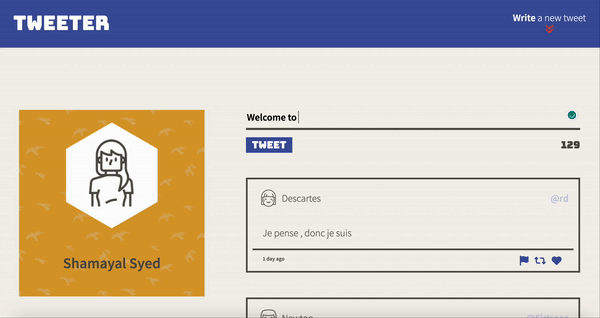 TWEETER
Write a new tweet
Welcome to
TWEET
129
Shamayal Syed
Descartes
@rd
Je pense , donc je suis
1 day ago
Newton